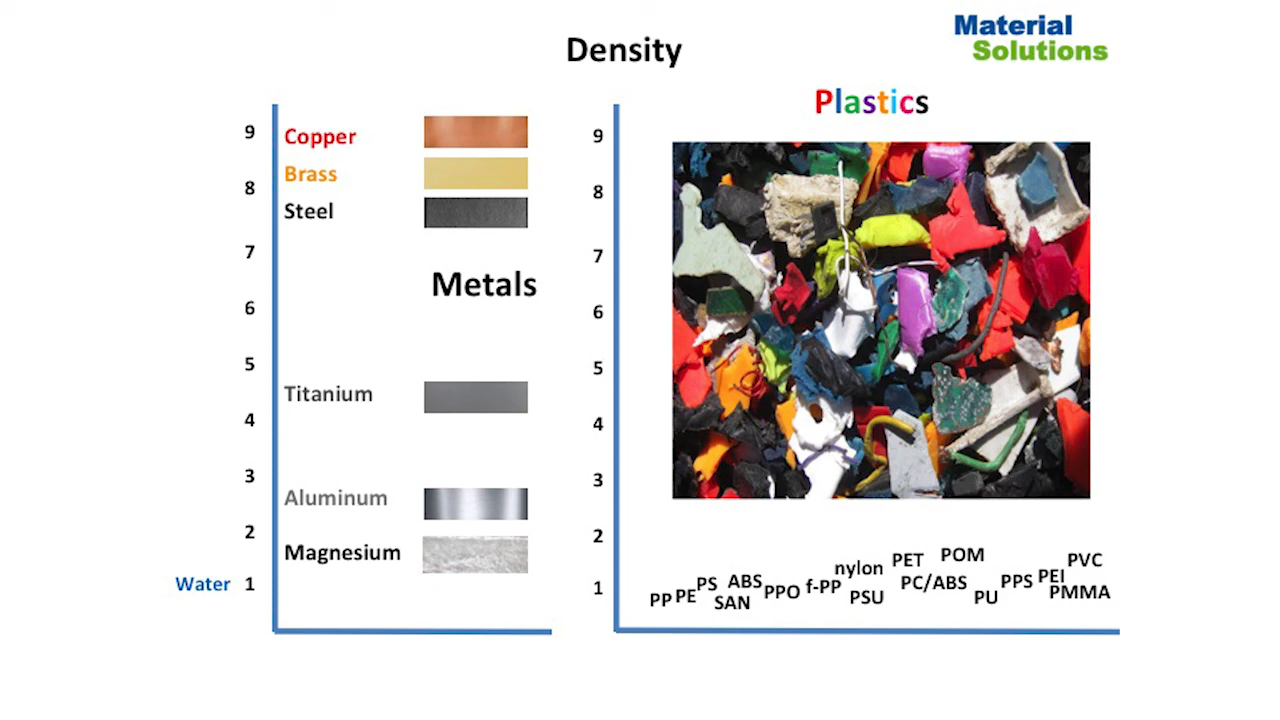 Density
Material
Solutions
9
Copper
Brass
8
Steel
7
Metals
6
5
Titanium
4
3
Aluminum
2
Magnesium
Water 1
Plastics
9
8
7
6
5
4
3
2
1
PP PE PS ABS SAN PPO f-PP nylon PSU PET PC/ABS POM PU PPS PEI PVC PMMA